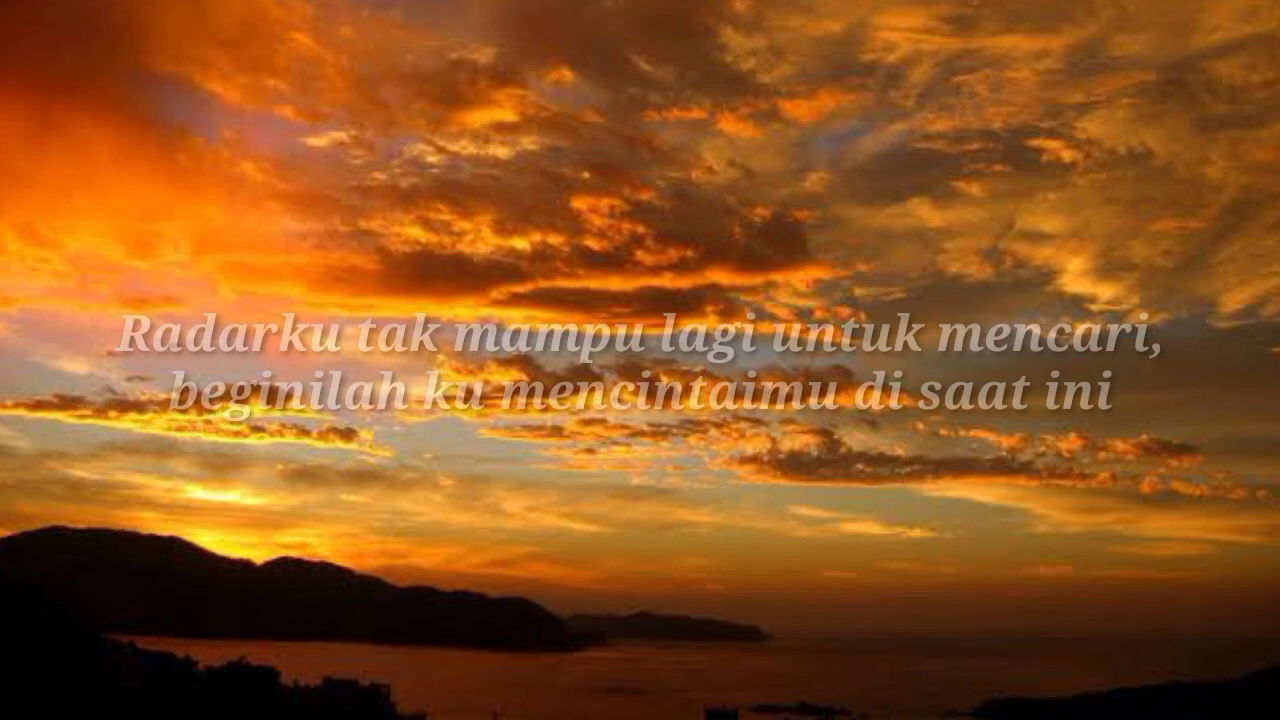 Radarku tak mampu lagi untuk mencari,
beginilah ku mencintaimu di saat ini